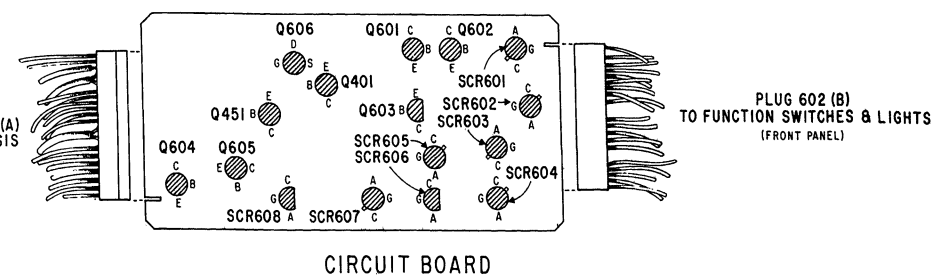 Q606
Q601
Q602
D
G
S
C
B
E
C
B
E
A
G
C
SCR601
E
B
C
Q401
SCR602
C
G
A
E
Q451
B
C
Q603
E
B
C
SCR603
A
G
C
PLUG 602 (B)
TO FUNCTION SWITCHES & LIGHTS
(FRONT PANEL)
(A)
SIS
SCR605
SCR606
C
G
A
Q604
C
B
E
Q605
E
C
B
SCR604
C
G
A
C
G
A
SCR608
A
G
C
SCR607
C
G
A
CIRCUIT BOARD